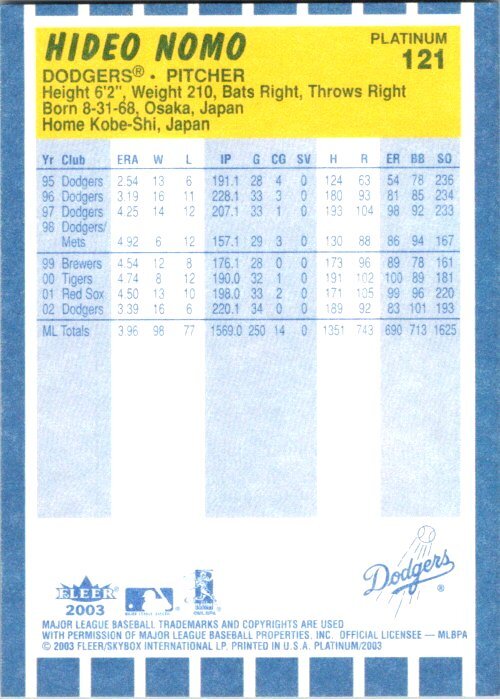 HIDEO NOMO
PLATINUM
121
DODGERS® • PITCHER
Height 6'2", Weight 210, Bats Right, Throws Right
Born 8-31-68, Osaka, Japan
Home Kobe-Shi, Japan
Yr Club ERA W L IP G CG SV H R ER BB SO
95 Dodgers 2.54 13 6 191.1 28 4 0 124 63 54 78 236
96 Dodgers 3.19 16 11 228.1 33 3 0 180 93 81 85 234
97 Dodgers 4.25 14 12 207.1 33 1 0 193 104 98 92 233
98 Dodgers/
Mets 4.92 6 12 157.1 29 3 0 130 88 86 94 167
99 Brewers 4.54 12 8 176.1 28 0 0 173 96 89 78 161
00 Tigers 4.74 8 12 190.0 32 1 0 191 102 100 89 181
01 Red Sox 4.50 13 10 198.0 33 2 0 171 105 99 96 220
02 Dodgers 3.39 16 6 220.1 34 0 0 189 92 83 101 193
ML Totals 3.96 98 77 1569.0 250 14 0 1351 743 690 713 1625
Dodgers ®
FLEER
2003
MAJOR LEAGUE BASEBALL TRADEMARKS AND COPYRIGHTS ARE USED
WITH PERMISSION OF MAJOR LEAGUE BASEBALL PROPERTIES, INC. OFFICIAL LICENSEE — MLBPA
© 2003 FLEER/SKYBOX INTERNATIONAL LP. PRINTED IN U.S.A. PLATINUM/2003